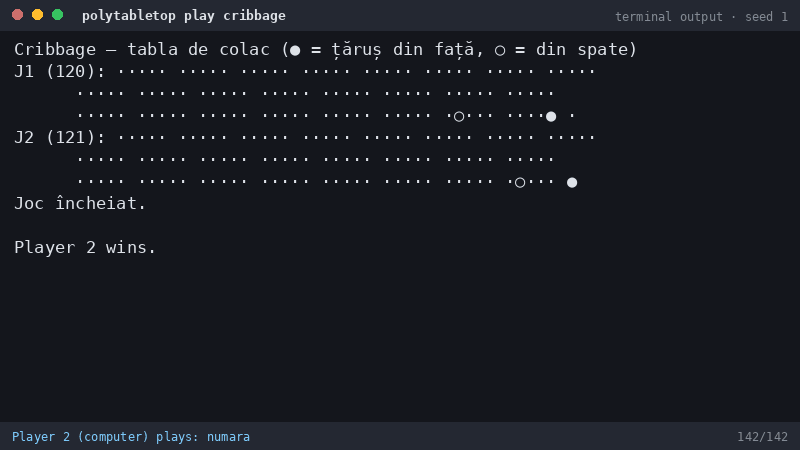 polytabletop play cribbage
terminal output · seed 1
Cribbage — tabla de colac (● = țăruș din față, ○ = din spate)
J1 (120): ····· ····· ····· ····· ····· ····· ····· ·····
····· ····· ····· ····· ····· ····· ····· ·····
····· ····· ····· ····· ····· ····· ·○··· ····● ·
J2 (121): ····· ····· ····· ····· ····· ····· ····· ·····
····· ····· ····· ····· ····· ····· ····· ·····
····· ····· ····· ····· ····· ····· ····· ·○··· ●
Joc încheiat.
Player 2 wins.
Player 2 (computer) plays: numara
142/142